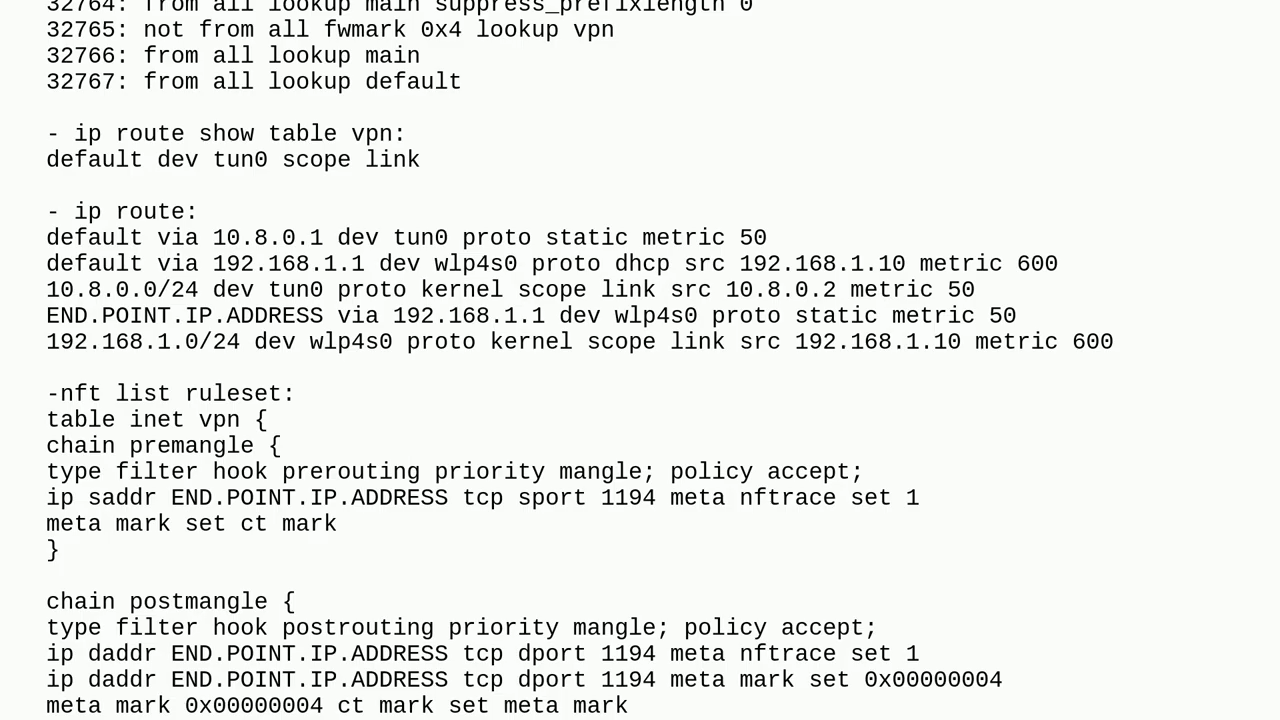 32764: from all lookup main suppress_prefixlength 0
32765: not from all fwmark 0x4 lookup vpn
32766: from all lookup main
32767: from all lookup default
- ip route show table vpn:
default dev tun0 scope link
- ip route:
default via 10.8.0.1 dev tun0 proto static metric 50
default via 192.168.1.1 dev wlp4s0 proto dhcp src 192.168.1.10 metric 600
10.8.0.0/24 dev tun0 proto kernel scope link src 10.8.0.2 metric 50
END.POINT.IP.ADDRESS via 192.168.1.1 dev wlp4s0 proto static metric 50
192.168.1.0/24 dev wlp4s0 proto kernel scope link src 192.168.1.10 metric 600
-nft list ruleset:
table inet vpn {
chain premangle {
type filter hook prerouting priority mangle; policy accept;
ip saddr END.POINT.IP.ADDRESS tcp sport 1194 meta nftrace set 1
meta mark set ct mark
}
chain postmangle {
type filter hook postrouting priority mangle; policy accept;
ip daddr END.POINT.IP.ADDRESS tcp dport 1194 meta nftrace set 1
ip daddr END.POINT.IP.ADDRESS tcp dport 1194 meta mark set 0x00000004
meta mark 0x00000004 ct mark set meta mark